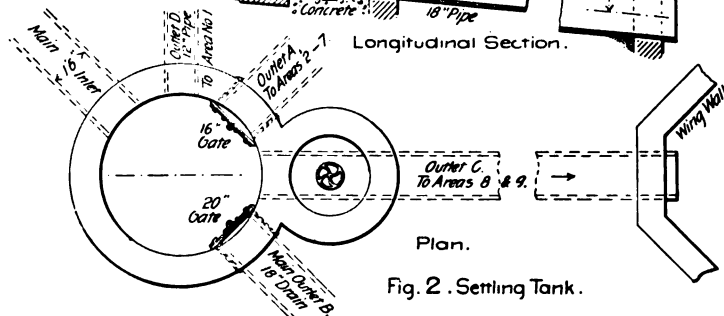 Concrete
18"Pipe
Longitudinal Section.
Main
16" Inlet
Outlet D.
12" Pipe
To Area No 1
Outlet A
To Areas 2-7
16"
Gate
20"
Gate
Outlet C.
To Areas 8 & 9.
Wing Wall
Main Outlet B.
18" Drain
Plan.
Fig. 2. Settling Tank.